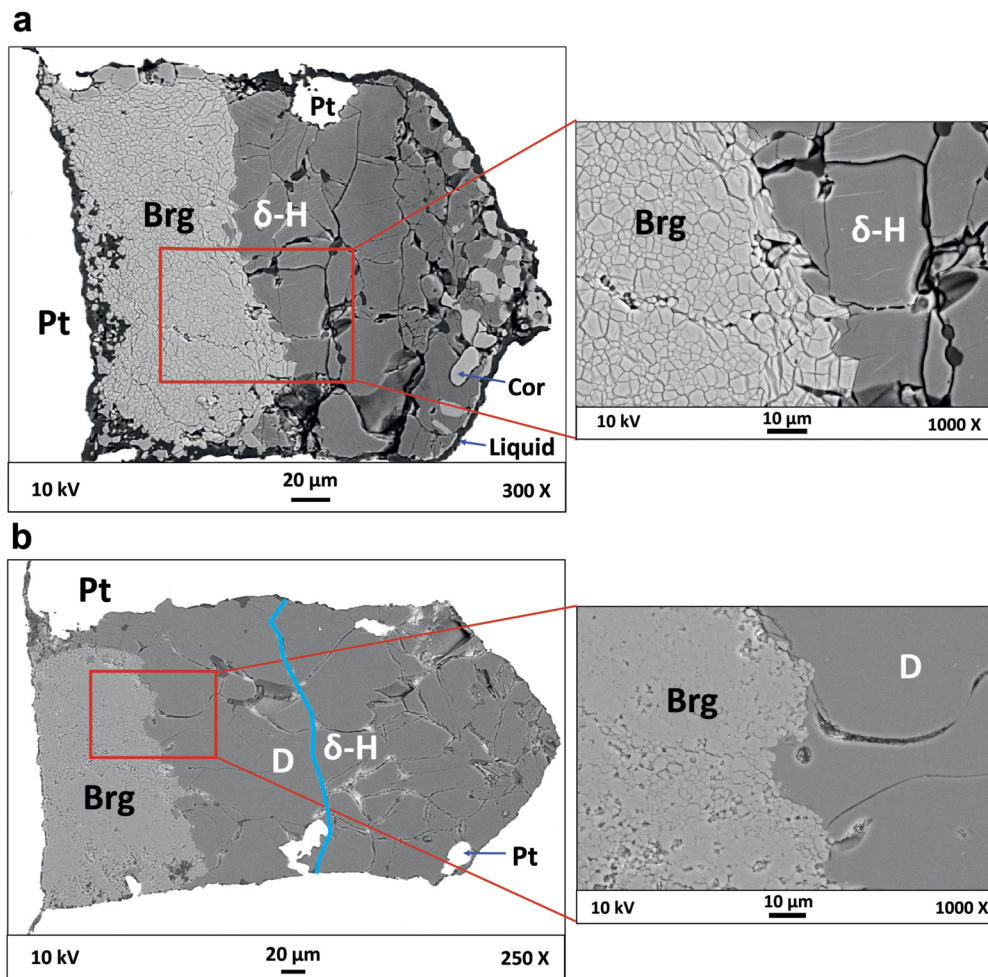 a
Pt
Brg
δ-H
Pt
Cor
Liquid
10 kV 20 µm 300 X
Brg
δ-H
10 kV 10 µm 1000 X
b
Pt
D
δ-H
Brg
Pt
10 kV 20 µm 250 X
D
Brg
10 kV 10 µm 1000 X